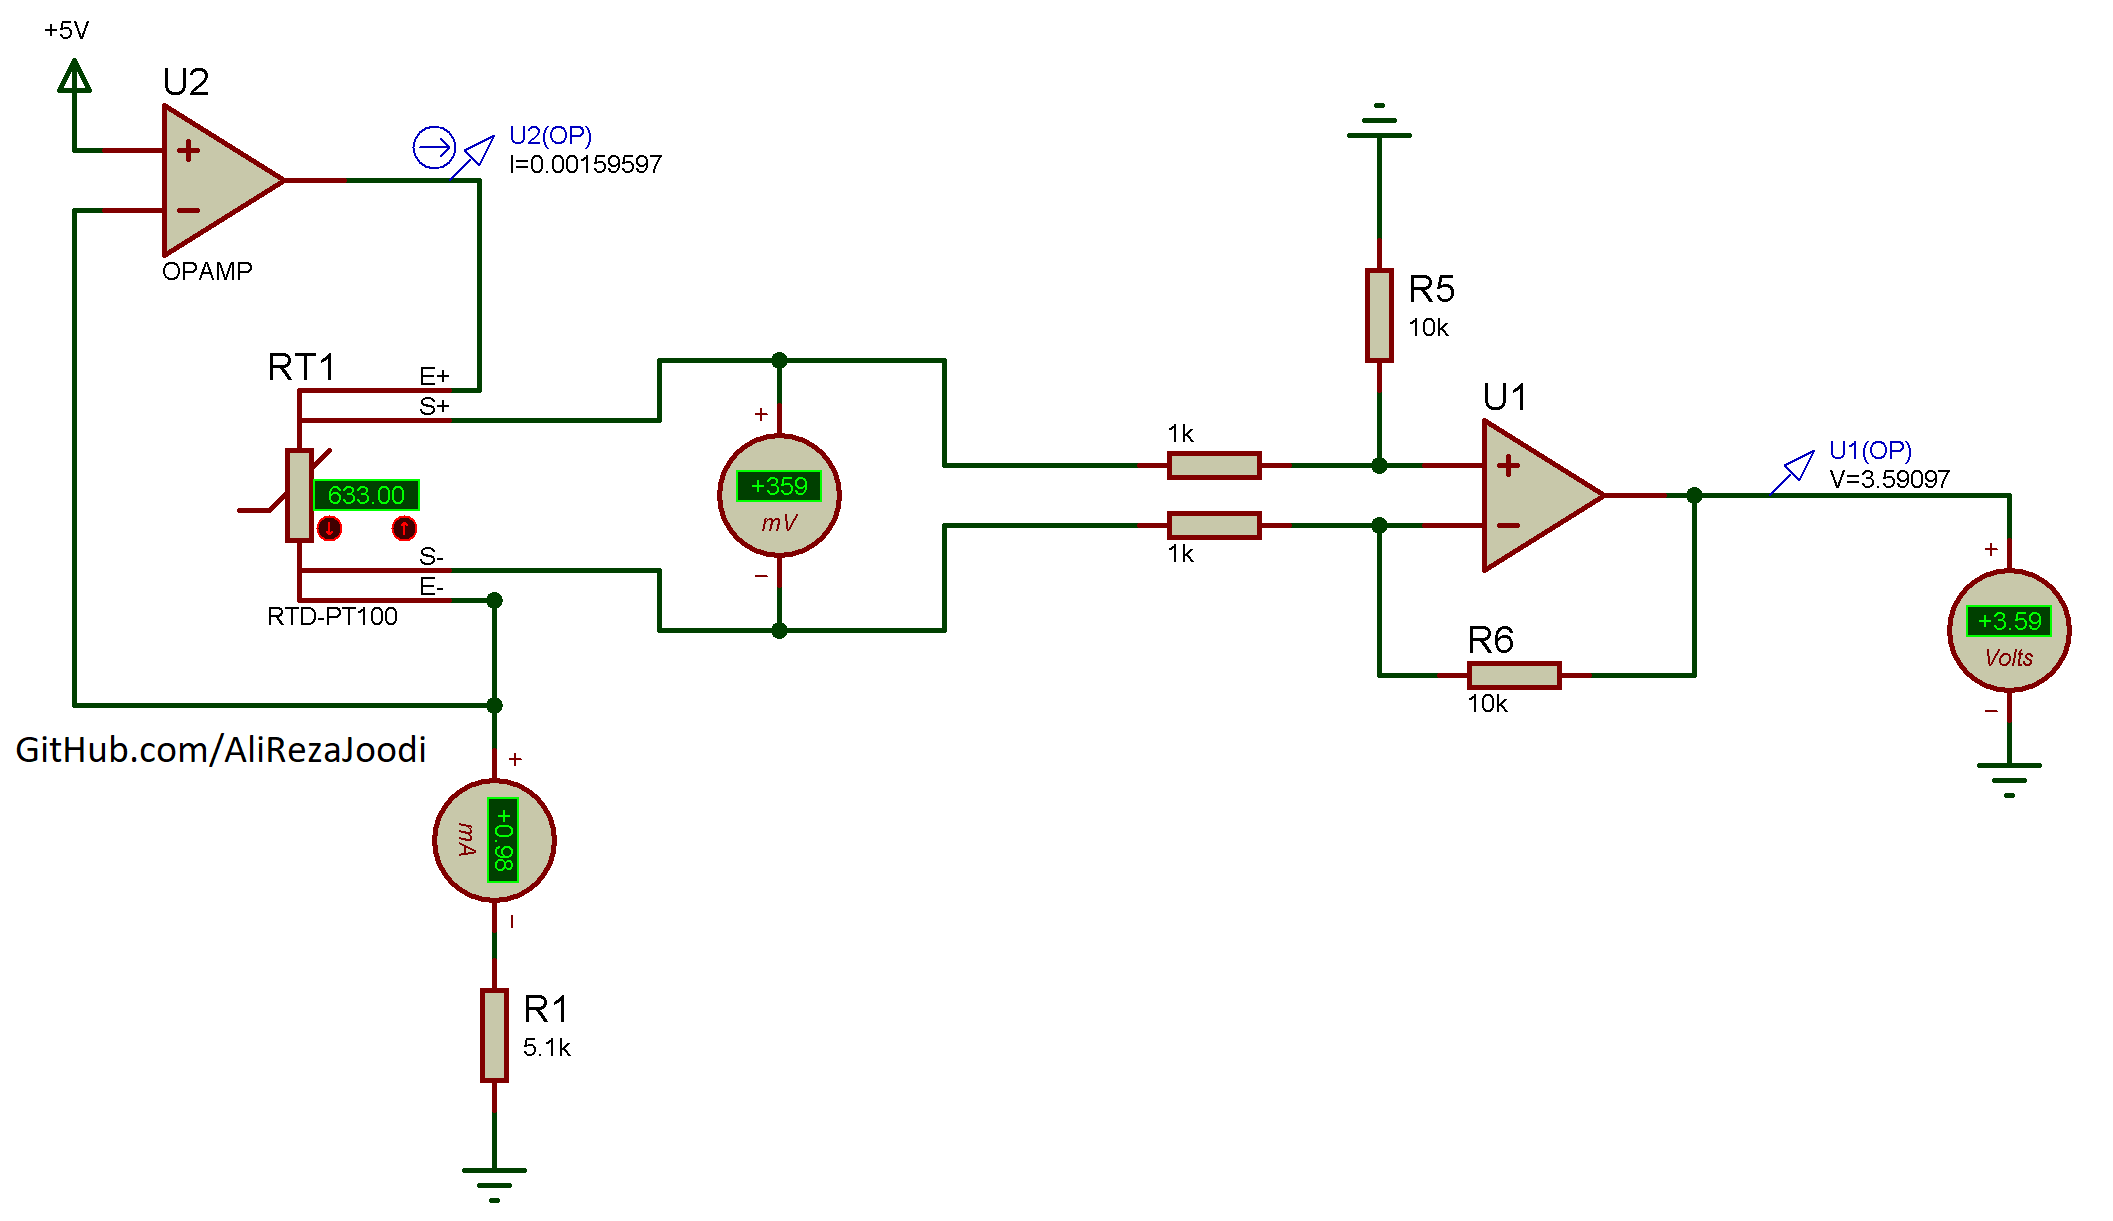 +5V
U2
+
−
OPAMP
U2(OP)
I=0.00159597
RT1
E+
S+
633.00
S-
E-
RTD-PT100
+
+359
mV
−
1k
1k
R5
10k
U1
+
−
U1(OP)
V=3.59097
R6
10k
+
+3.59
Volts
−
GitHub.com/AliRezaJoodi
+
+0.98
mA
−
R1
5.1k